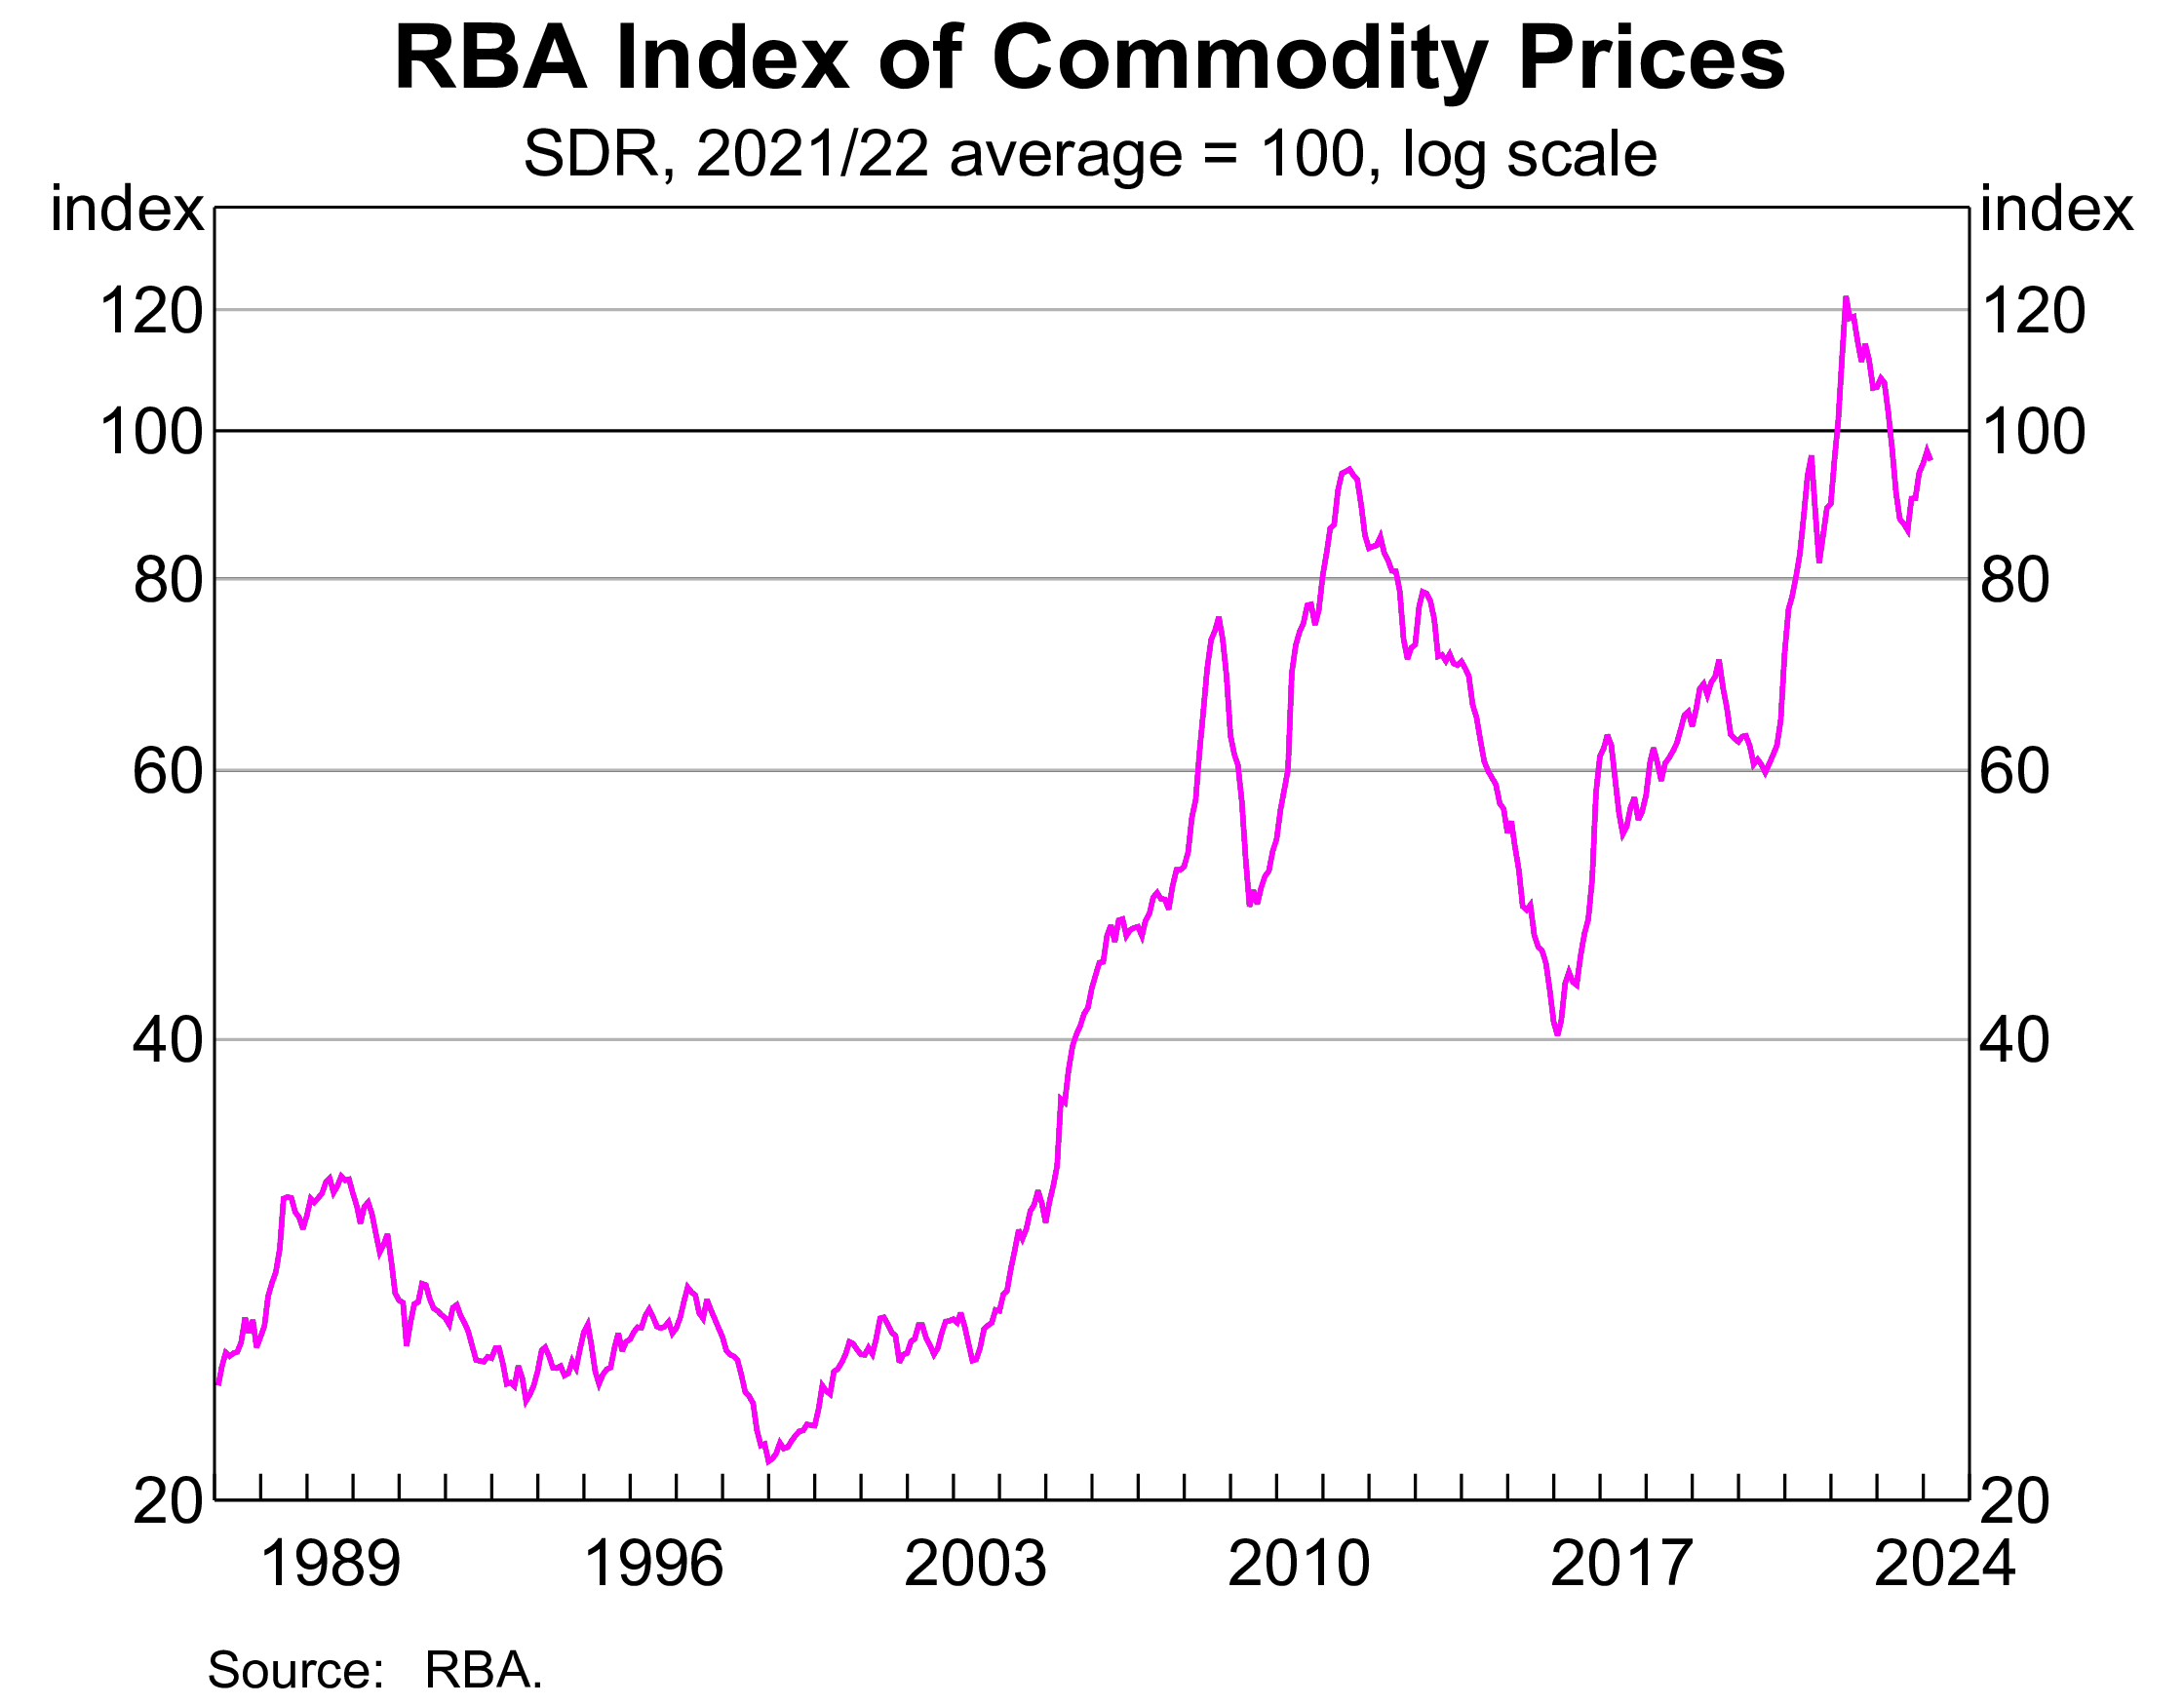 RBA Index of Commodity Prices
SDR, 2021/22 average = 100, log scale
index index
120 120
100 100
80 80
60 60
40 40
20 20
1989 1996 2003 2010 2017 2024
Source: RBA.